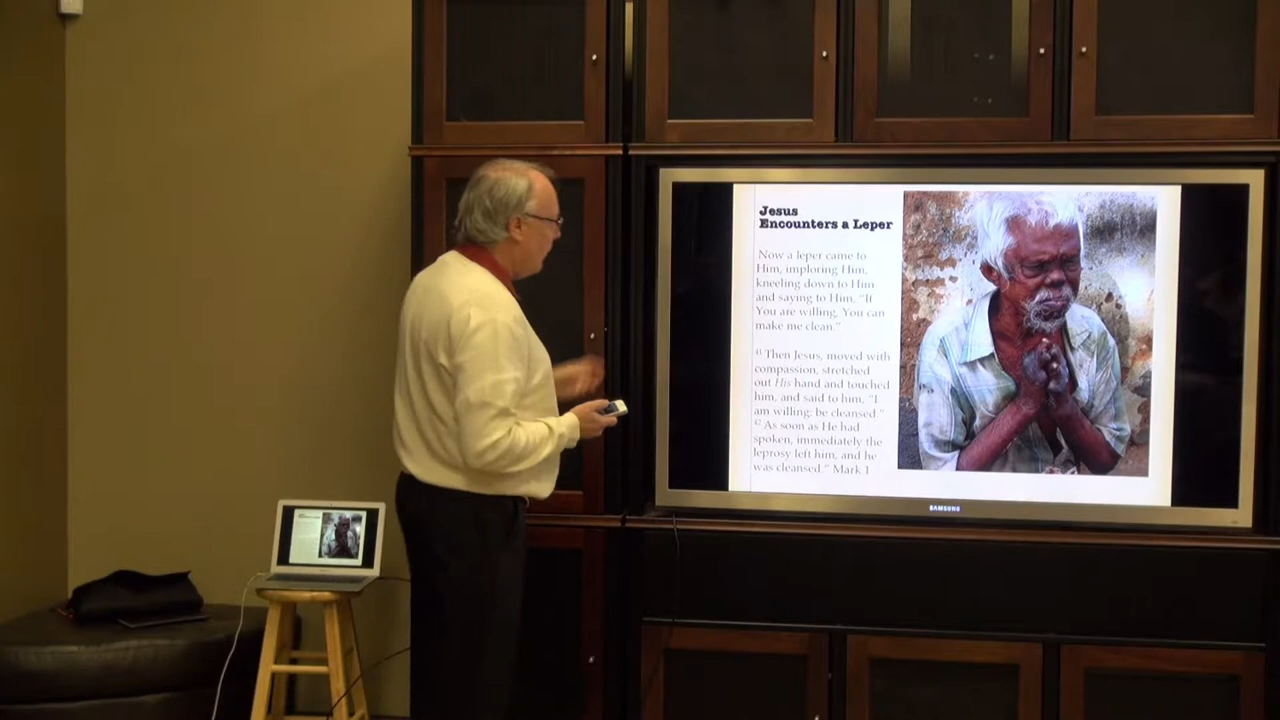 Jesus
Encounters a Leper
Now a leper came to
Him, imploring Him,
kneeling down to Him
and saying to Him, "If
You are willing, You can
make me clean."
41 Then Jesus, moved with
compassion, stretched
out His hand and touched
him, and said to him, "I
am willing; be cleansed."
42 As soon as He had
spoken, immediately the
leprosy left him, and he
was cleansed." Mark 1
SAMSUNG